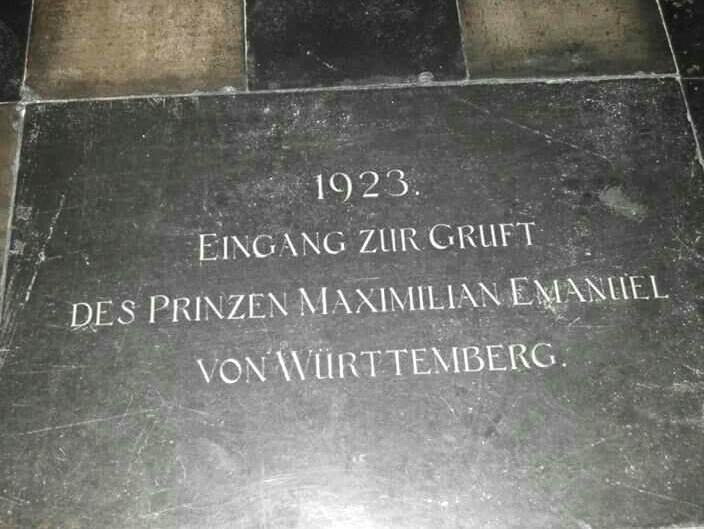 1923.
EINGANG ZUR GRUFT
DES PRINZEN MAXIMILIAN EMANUEL
VON WÜRTTEMBERG.